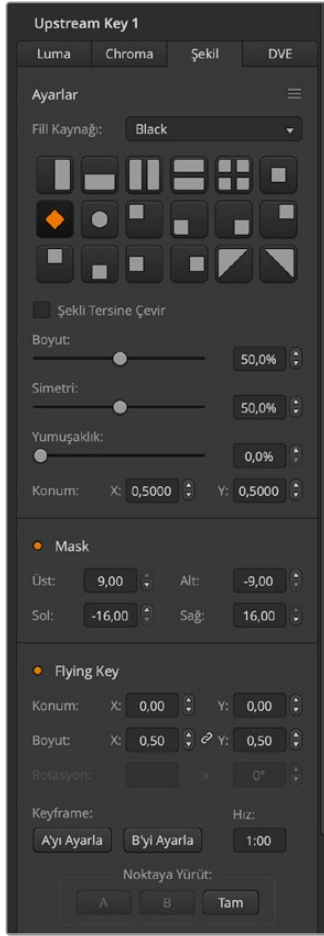 Upstream Key 1
Luma Chroma Şekil DVE
Ayarlar
Fill Kaynağı: Black
Şekli Tersine Çevir
Boyut:
50,0%
Simetri:
50,0%
Yumuşaklık:
0,0%
Konum: X: 0,5000 Y: 0,5000
Mask
Üst: 9,00 Alt: -9,00
Sol: -16,00 Sağ: 16,00
Flying Key
Konum: X: 0,00 Y: 0,00
Boyut: X: 0,50 Y: 0,50
Rotasyon: x 0°
Keyframe: Hız:
A'yı Ayarla B'yi Ayarla 1:00
Noktaya Yürüt:
A B Tam